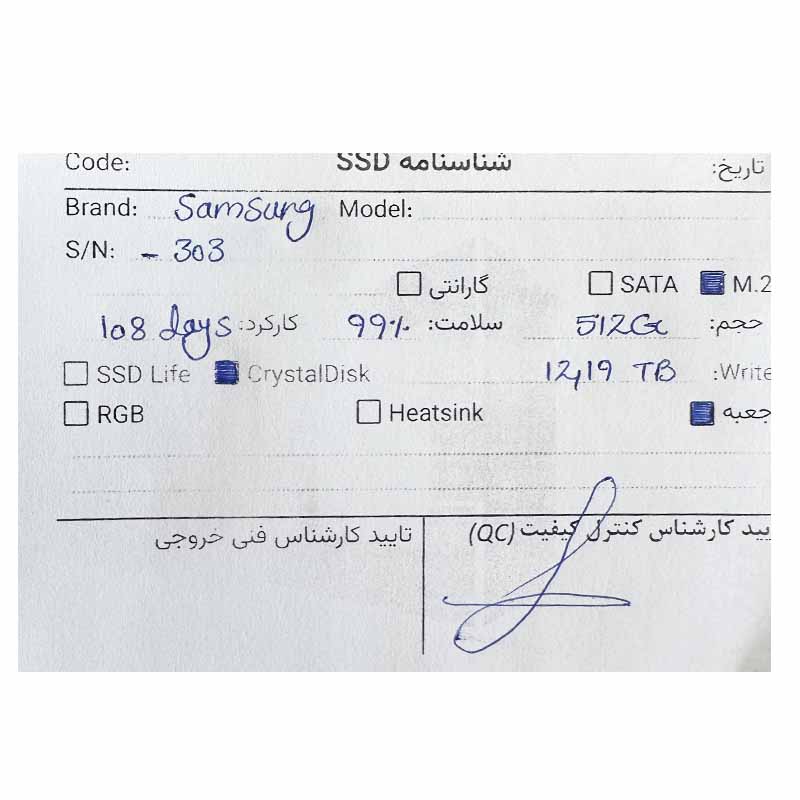 Code: شناسنامه SSD تاریخ:
Brand: Samsung Model:
S/N: - 303
گارانتی SATA M.2
حجم: 512G سلامت: 99% کارکرد: 108 days
Write: 12,19 TB CrystalDisk SSD Life
جعبه Heatsink RGB
یید کارشناس کنترل کیفیت (QC) تایید کارشناس فنی خروجی